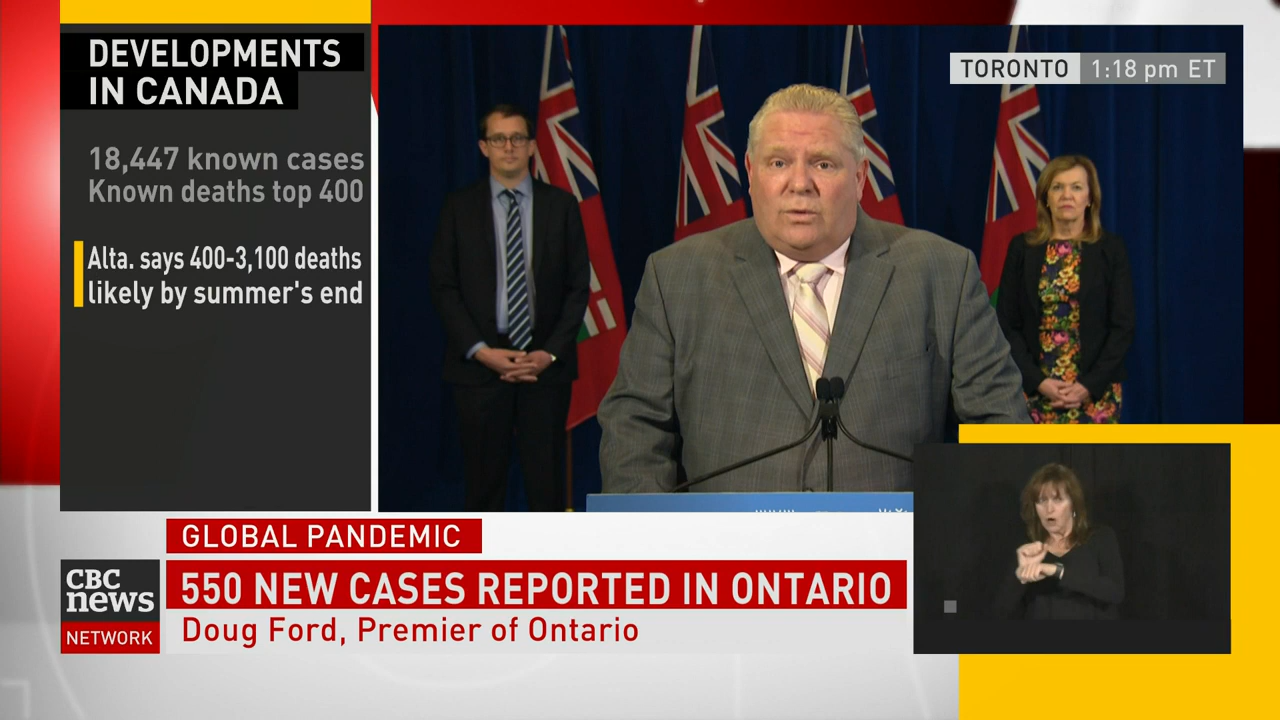 DEVELOPMENTS
IN CANADA
18,447 known cases
Known deaths top 400
Alta. says 400-3,100 deaths
likely by summer's end
TORONTO 1:18 pm ET
GLOBAL PANDEMIC
550 NEW CASES REPORTED IN ONTARIO
Doug Ford, Premier of Ontario
CBC
news
NETWORK